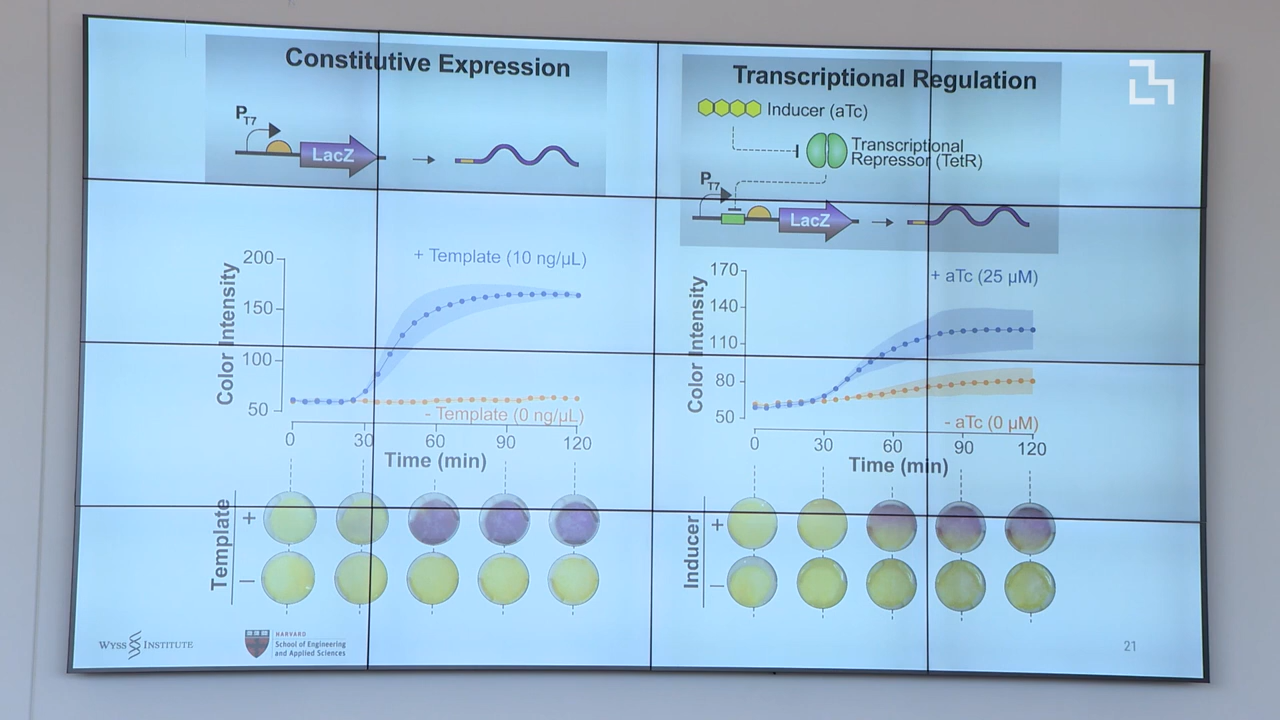 Constitutive Expression
PT7
LacZ
Color Intensity
200
150
100
50
+ Template (10 ng/µL)
- Template (0 ng/µL)
0
30
60
90
120
Time (min)
Template
+
−
Transcriptional Regulation
Inducer (aTc)
Transcriptional
Repressor (TetR)
PT7
LacZ
Color Intensity
170
140
110
80
50
+ aTc (25 µM)
- aTc (0 µM)
0
30
60
90
120
Time (min)
Inducer
+
−
WYSS INSTITUTE
HARVARD
School of Engineering
and Applied Sciences
21